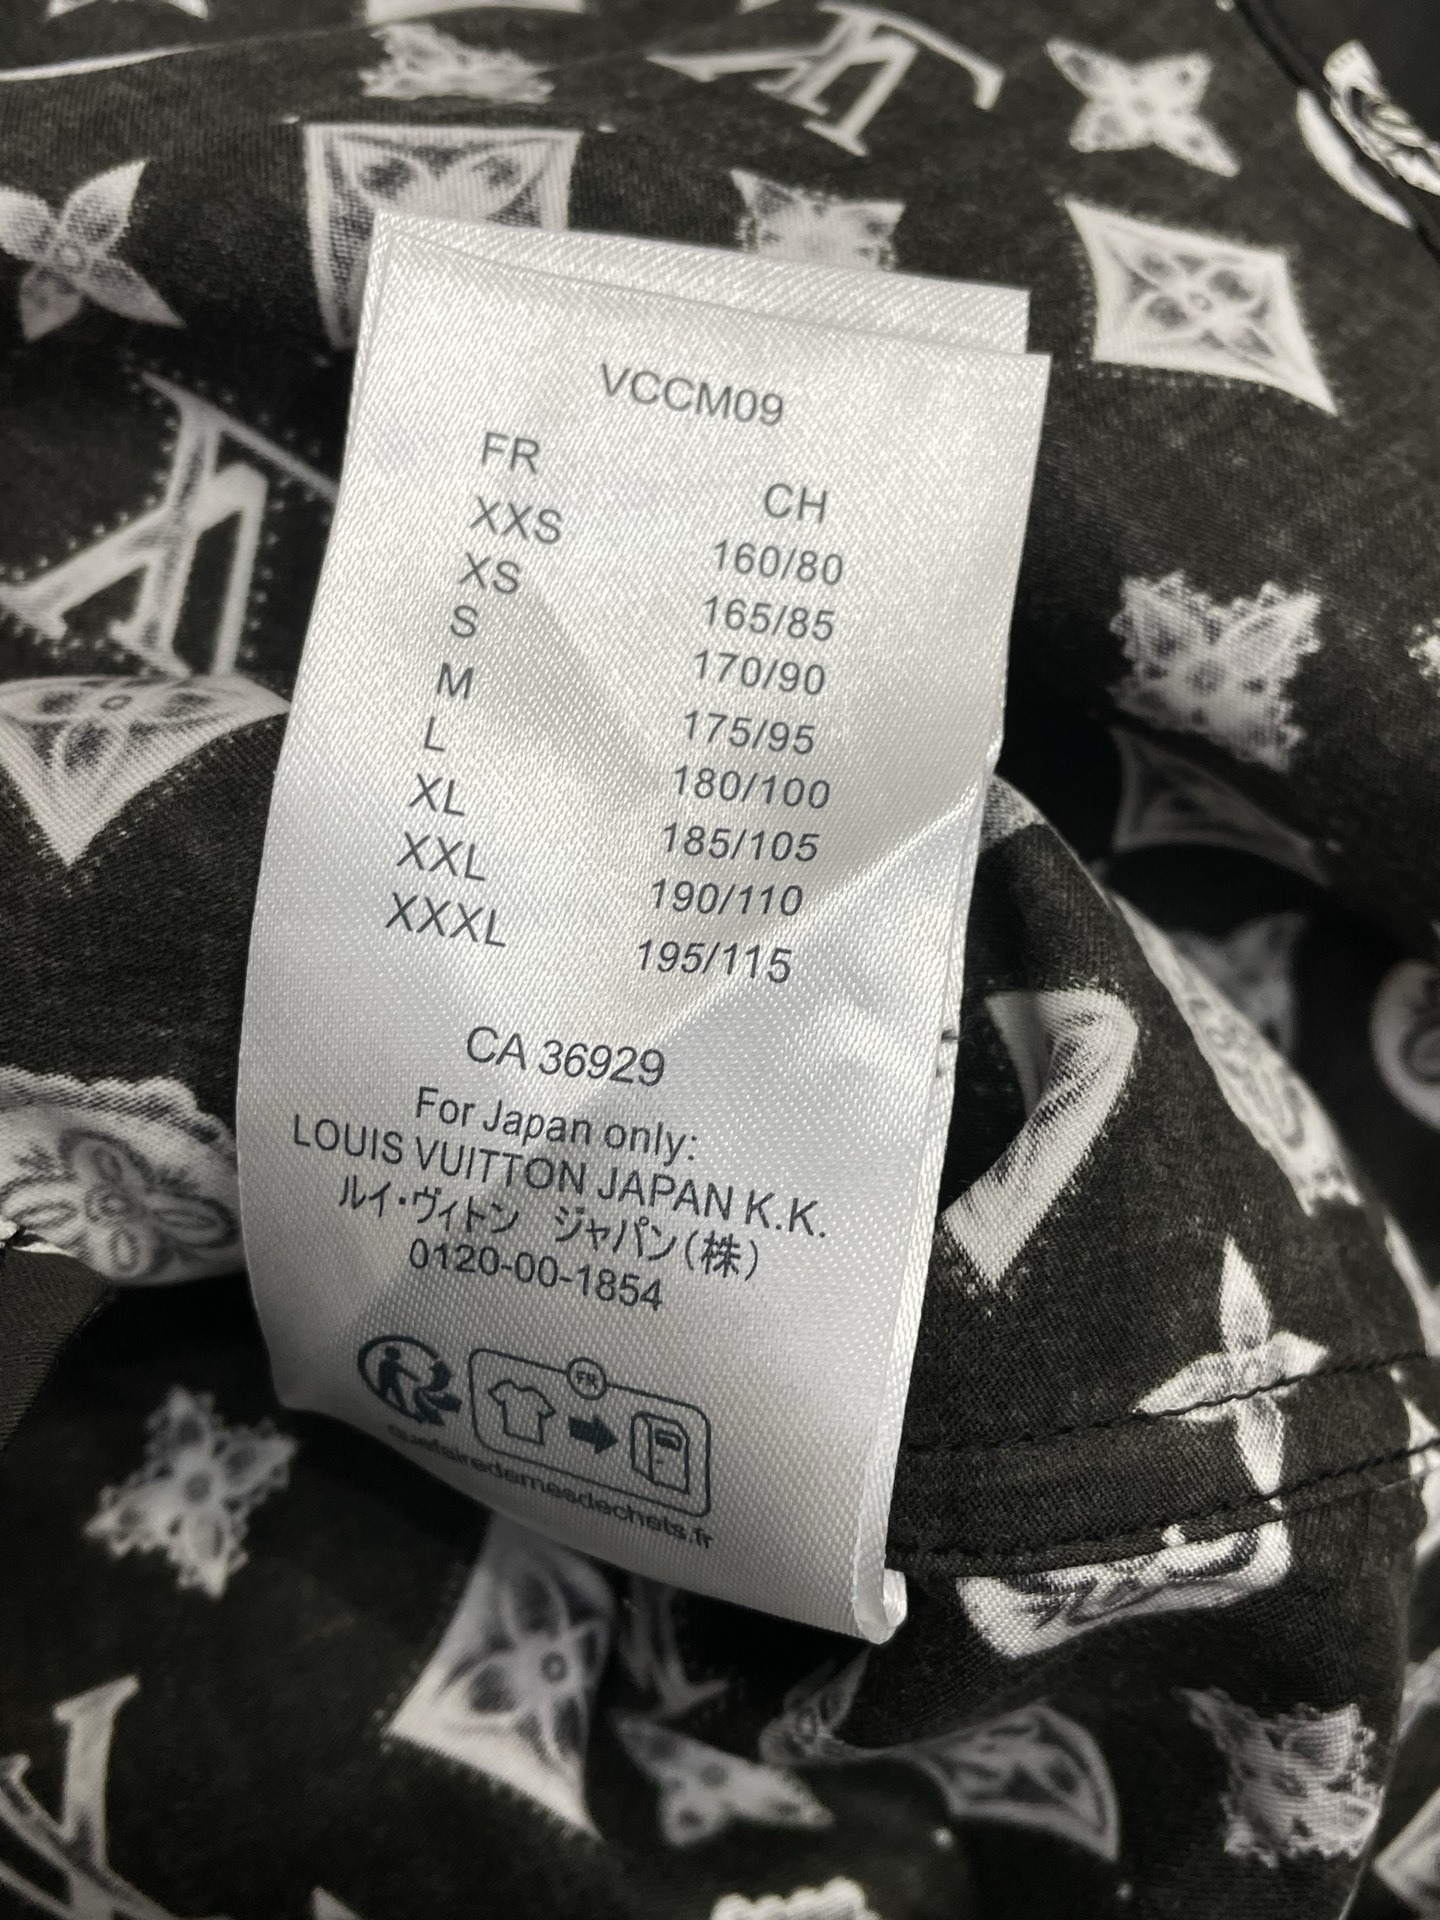 VCCM09
FR CH
XXS 160/80
XS 165/85
S 170/90
M 175/95
L 180/100
XL 185/105
XXL 190/110
XXXL 195/115
CA 36929
For Japan only:
LOUIS VUITTON JAPAN K.K.
ルイ・ヴィトン ジャパン(株)
0120-00-1854
FR
quefairedemesdechets.fr